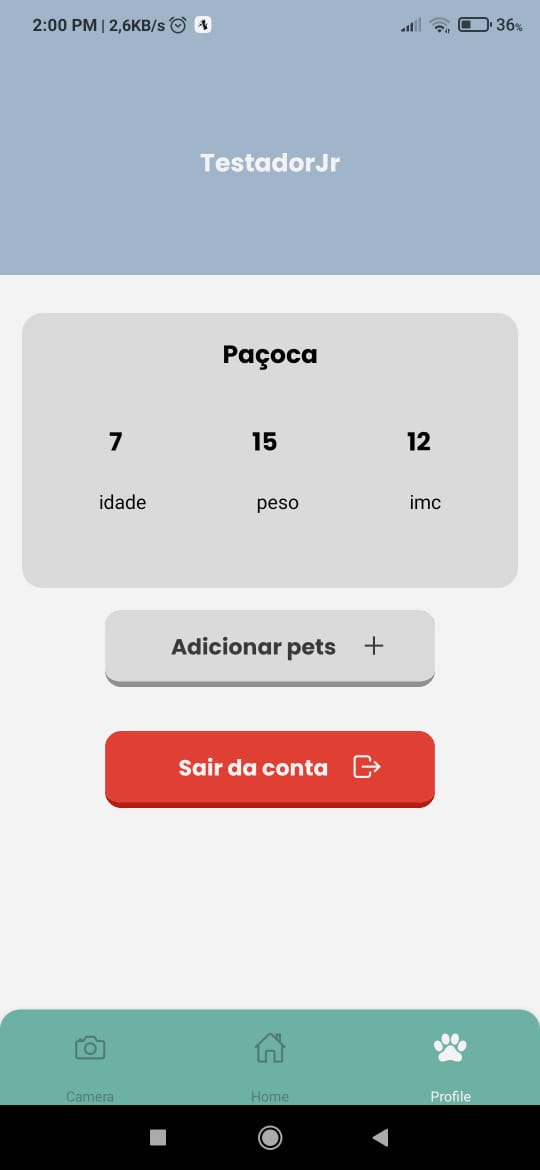 2:00 PM | 2,6KB/s 36%
TestadorJr
Paçoca
7 15 12
idade peso imc
Adicionar pets +
Sair da conta
Camera Home Profile